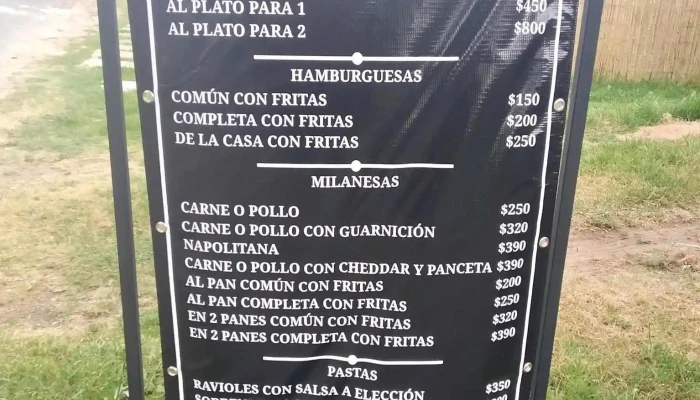 AL PLATO PARA 1 $450
AL PLATO PARA 2 $800
HAMBURGUESAS
COMÚN CON FRITAS $150
COMPLETA CON FRITAS $200
DE LA CASA CON FRITAS $250
MILANESAS
CARNE O POLLO $250
CARNE O POLLO CON GUARNICIÓN $320
NAPOLITANA $390
CARNE O POLLO CON CHEDDAR Y PANCETA $390
AL PAN COMÚN CON FRITAS $200
AL PAN COMPLETA CON FRITAS $250
EN 2 PANES COMÚN CON FRITAS $320
EN 2 PANES COMPLETA CON FRITAS $390
PASTAS
RAVIOLES CON SALSA A ELECCIÓN $350